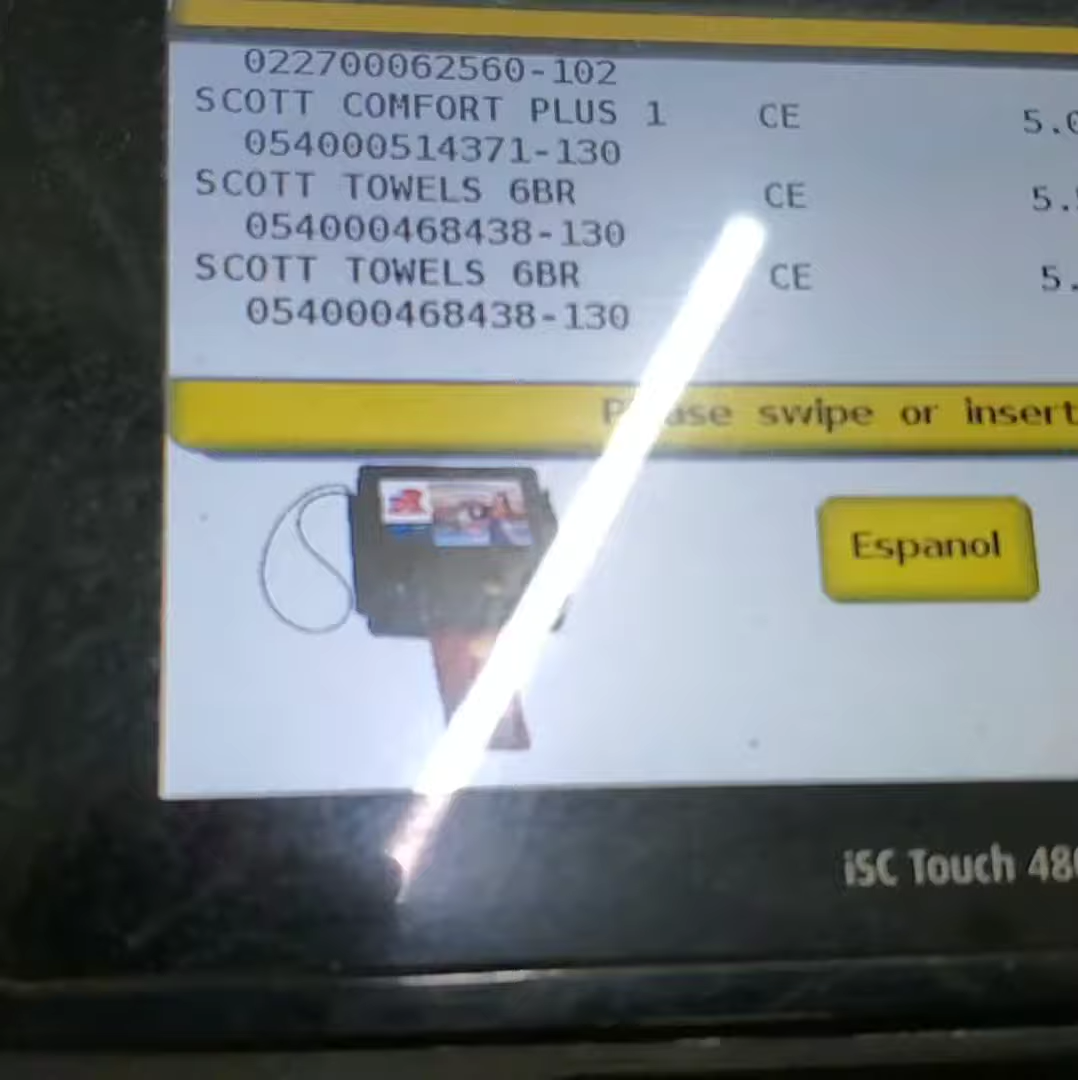 022700062560-102
SCOTT COMFORT PLUS 1 CE 5.0
054000514371-130
SCOTT TOWELS 6BR CE 5.
054000468438-130
SCOTT TOWELS 6BR CE 5.
054000468438-130
Please swipe or insert
Espanol
iSC Touch 480